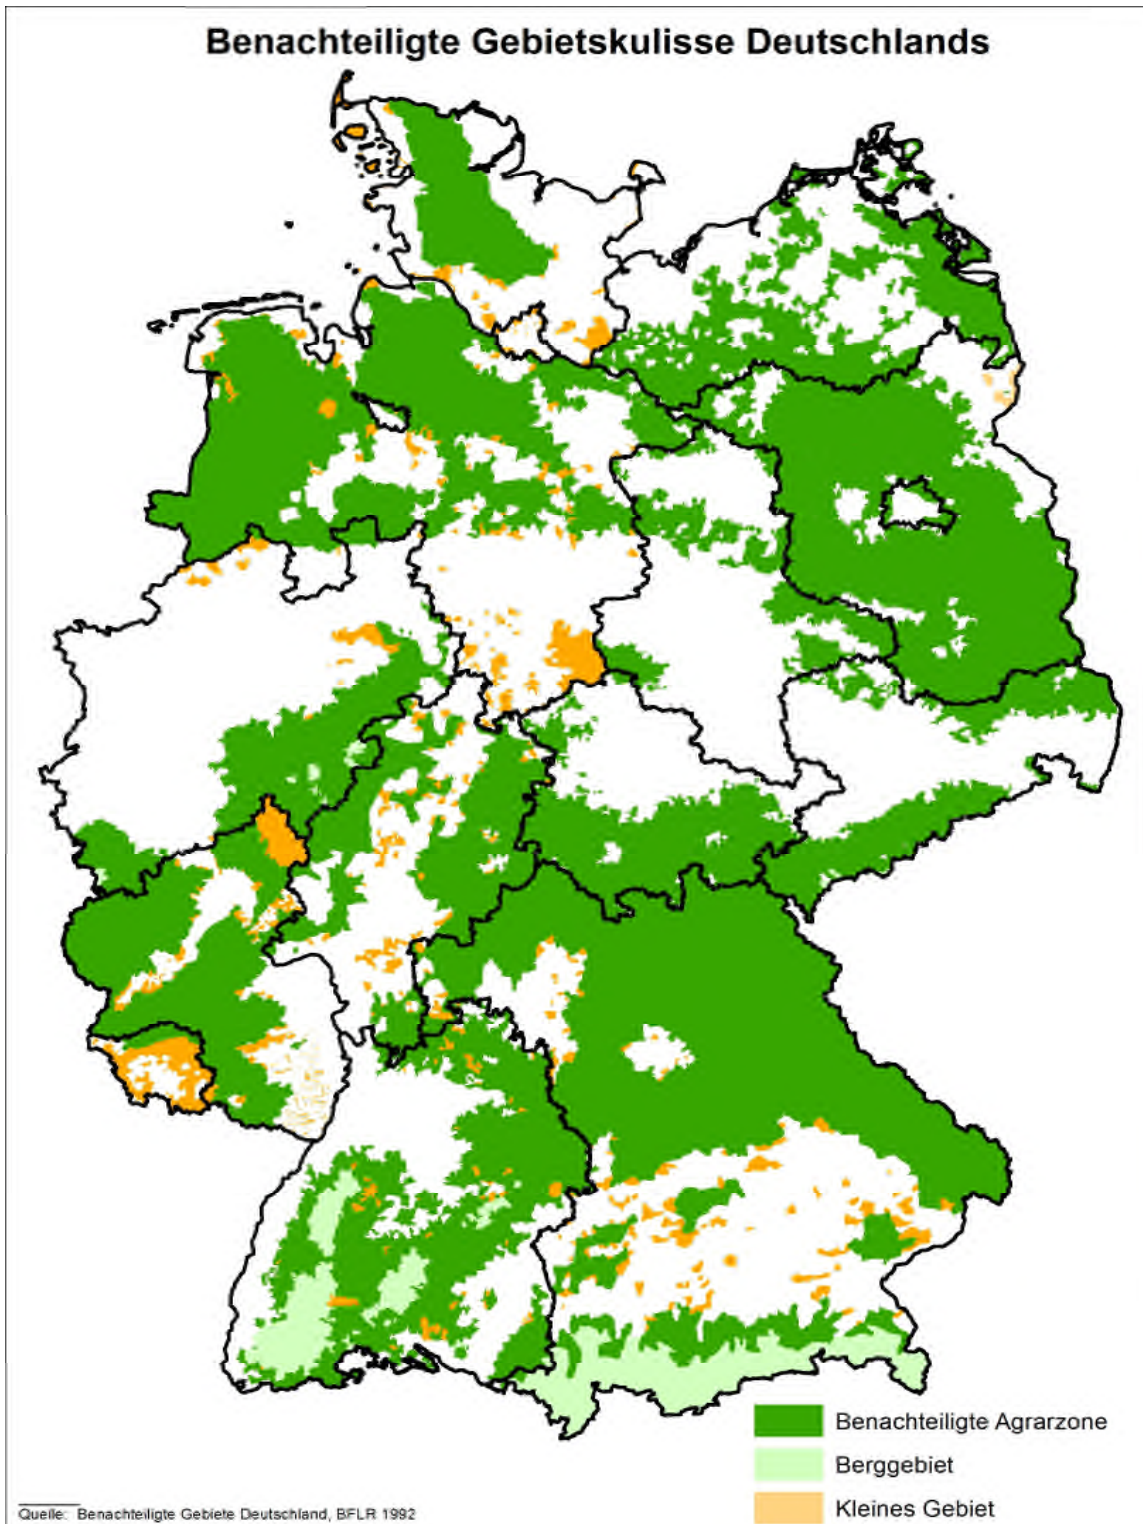 Benachteiligte Gebietskulisse Deutschlands
Benachteiligte Agrarzone
Berggebiet
Kleines Gebiet
Quelle: Benachteiligte Gebiete Deutschland, BFLR 1992